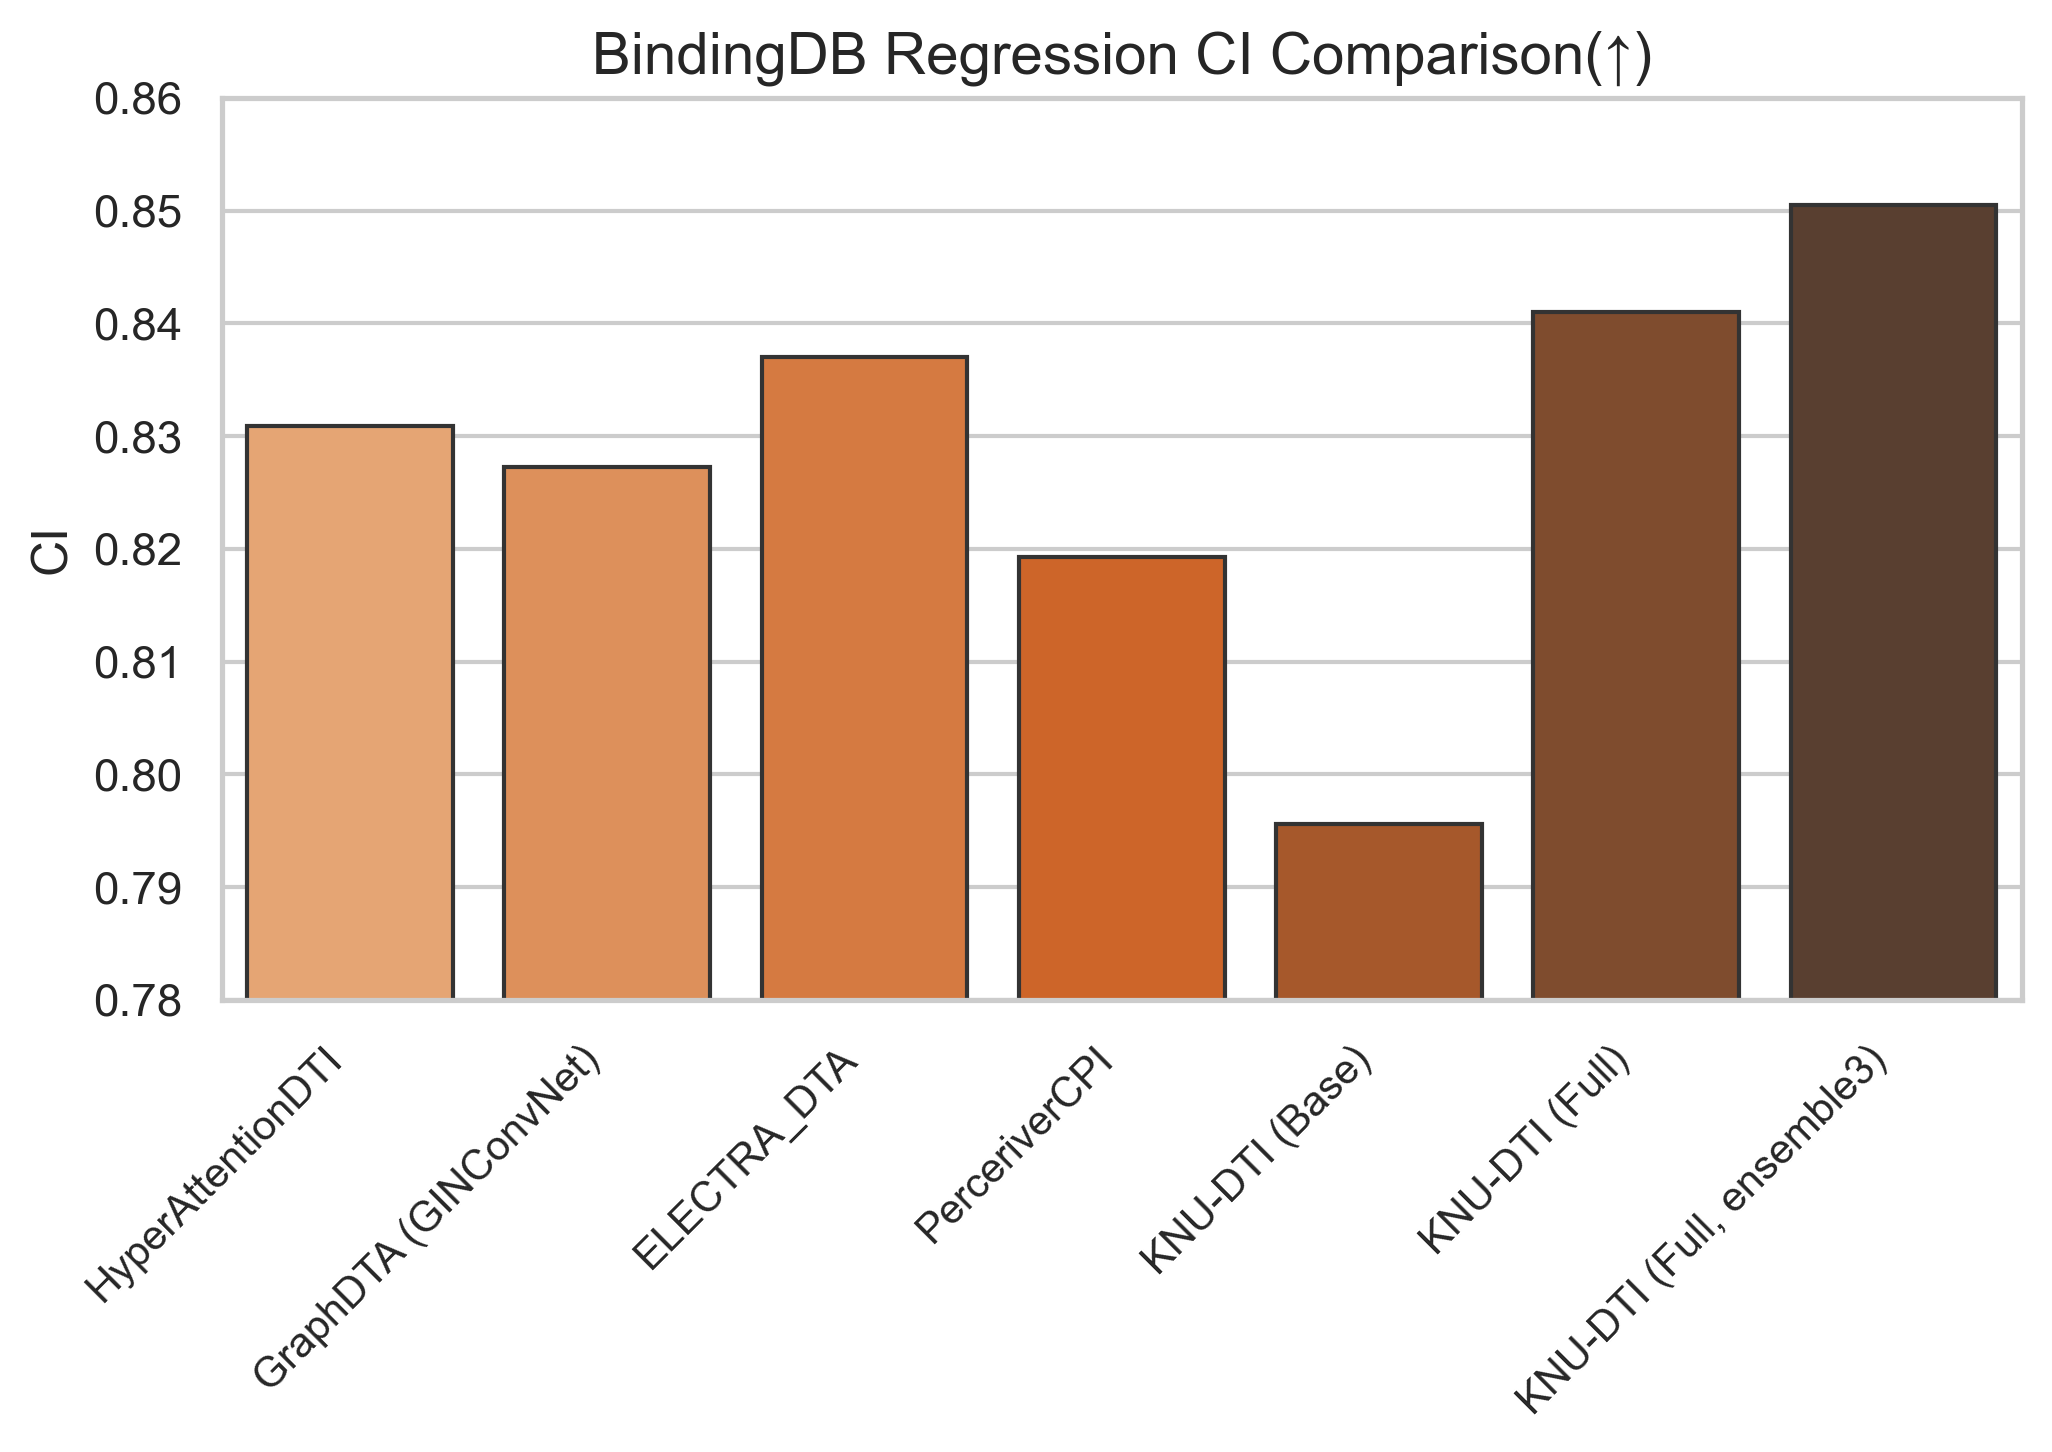 BindingDB Regression CI Comparison(↑)
0.86
0.85
0.84
0.83
0.82
0.81
0.80
0.79
0.78
CI
HyperAttentionDTI
GraphDTA (GINConvNet)
ELECTRA_DTA
PerceriverCPI
KNU-DTI (Base)
KNU-DTI (Full)
KNU-DTI (Full, ensemble3)